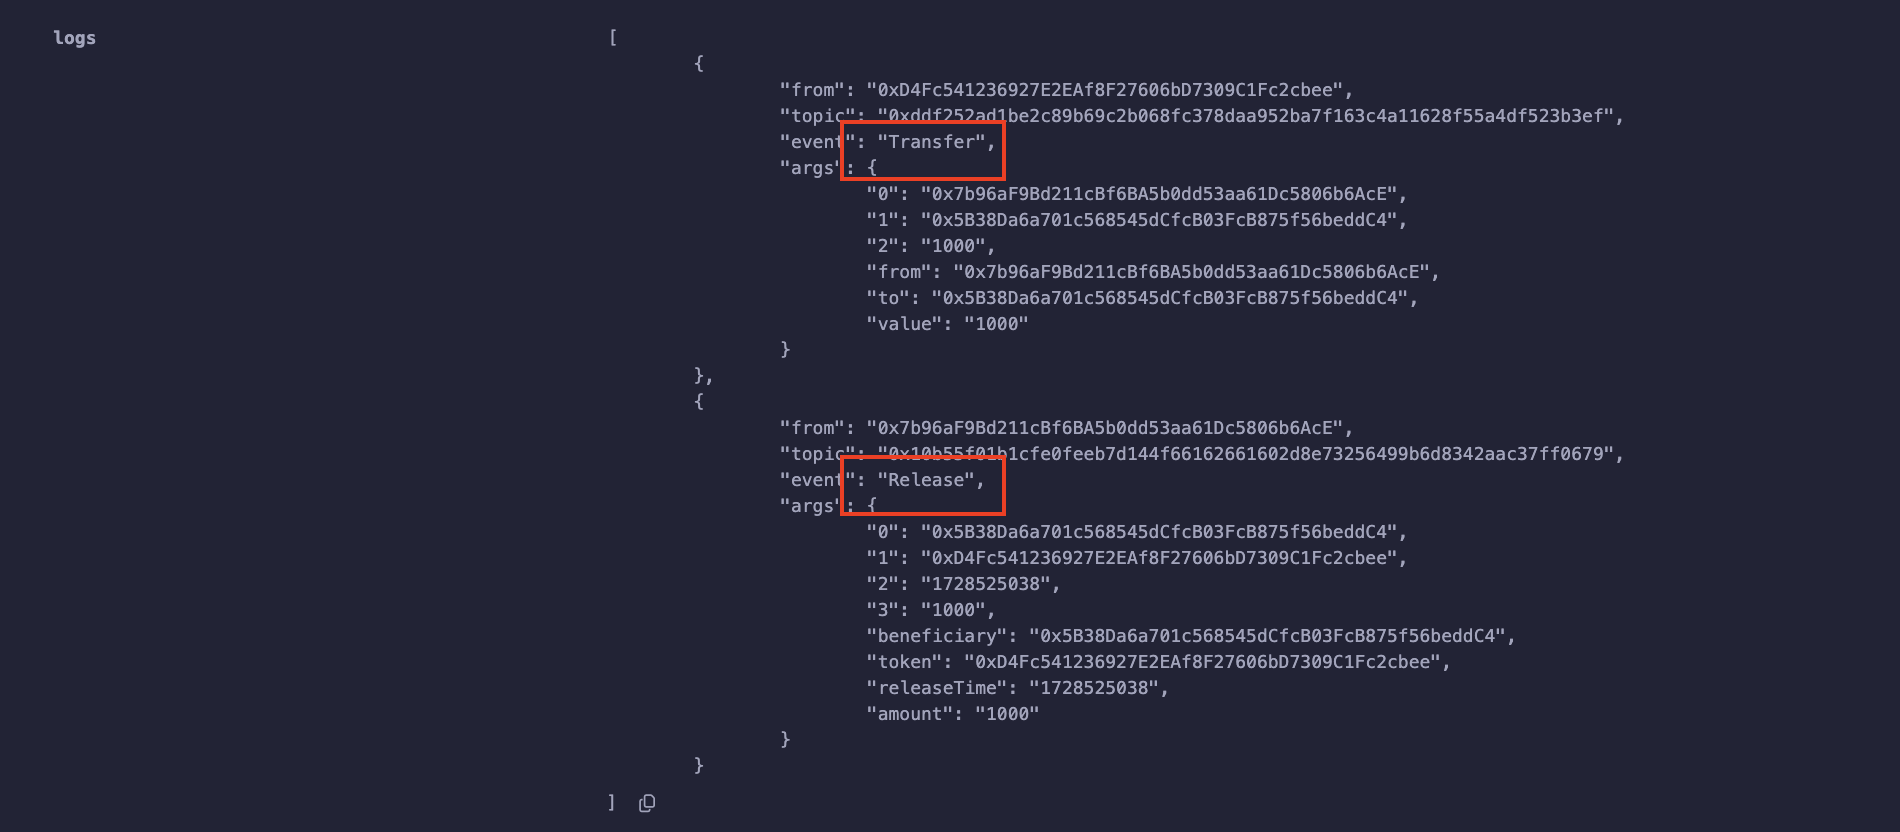 logs
[
{
"from": "0xD4Fc541236927E2EAf8F27606bD7309C1Fc2cbee",
"topic": "0xddf252ad1be2c89b69c2b068fc378daa952ba7f163c4a11628f55a4df523b3ef",
"event": "Transfer",
"args": {
"0": "0x7b96aF9Bd211cBf6BA5b0dd53aa61Dc5806b6AcE",
"1": "0x5B38Da6a701c568545dCfcB03FcB875f56beddC4",
"2": "1000",
"from": "0x7b96aF9Bd211cBf6BA5b0dd53aa61Dc5806b6AcE",
"to": "0x5B38Da6a701c568545dCfcB03FcB875f56beddC4",
"value": "1000"
}
},
{
"from": "0x7b96aF9Bd211cBf6BA5b0dd53aa61Dc5806b6AcE",
"topic": "0x10b55f01b1cfe0feeb7d144f66162661602d8e73256499b6d8342aac37ff0679",
"event": "Release",
"args": {
"0": "0x5B38Da6a701c568545dCfcB03FcB875f56beddC4",
"1": "0xD4Fc541236927E2EAf8F27606bD7309C1Fc2cbee",
"2": "1728525038",
"3": "1000",
"beneficiary": "0x5B38Da6a701c568545dCfcB03FcB875f56beddC4",
"token": "0xD4Fc541236927E2EAf8F27606bD7309C1Fc2cbee",
"releaseTime": "1728525038",
"amount": "1000"
}
}
]